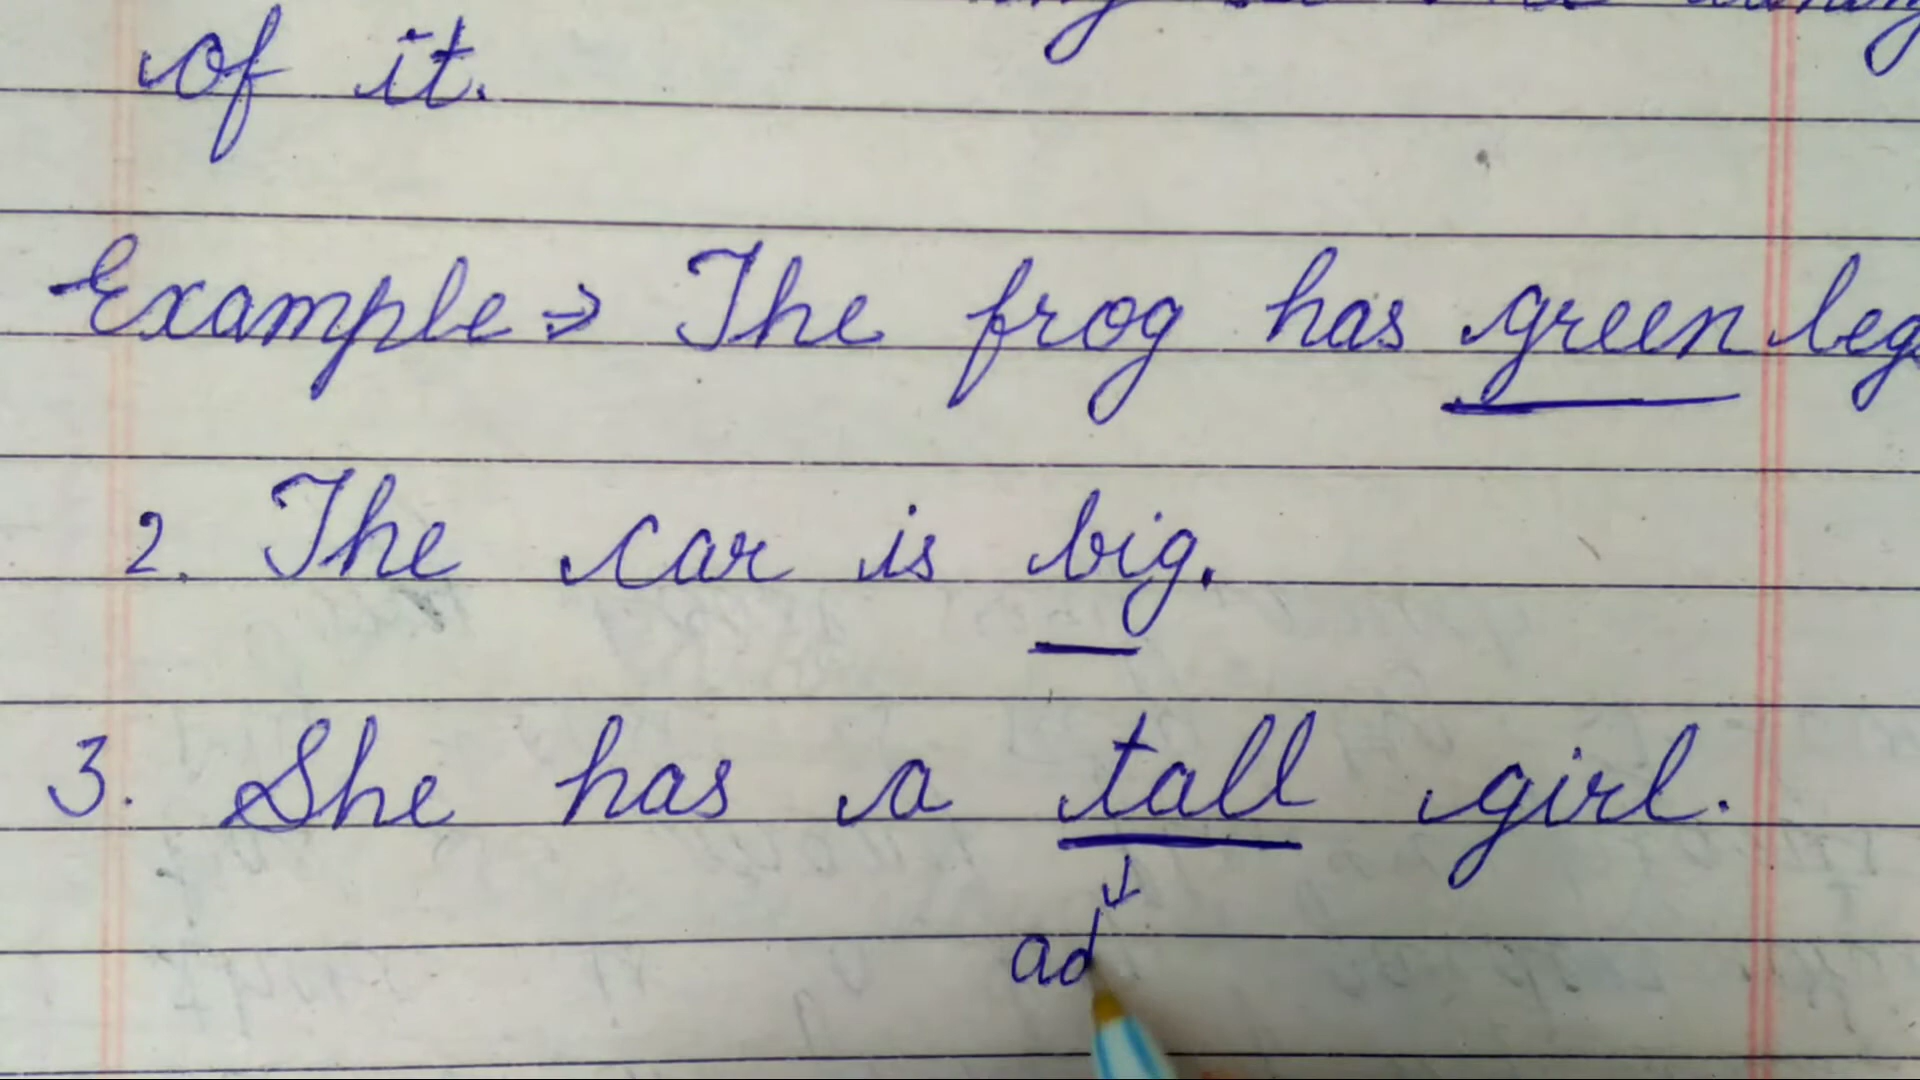 of it.
Example⇒ The frog has green leg
2. The car is big.
3. She has a tall girl.
↓
ad